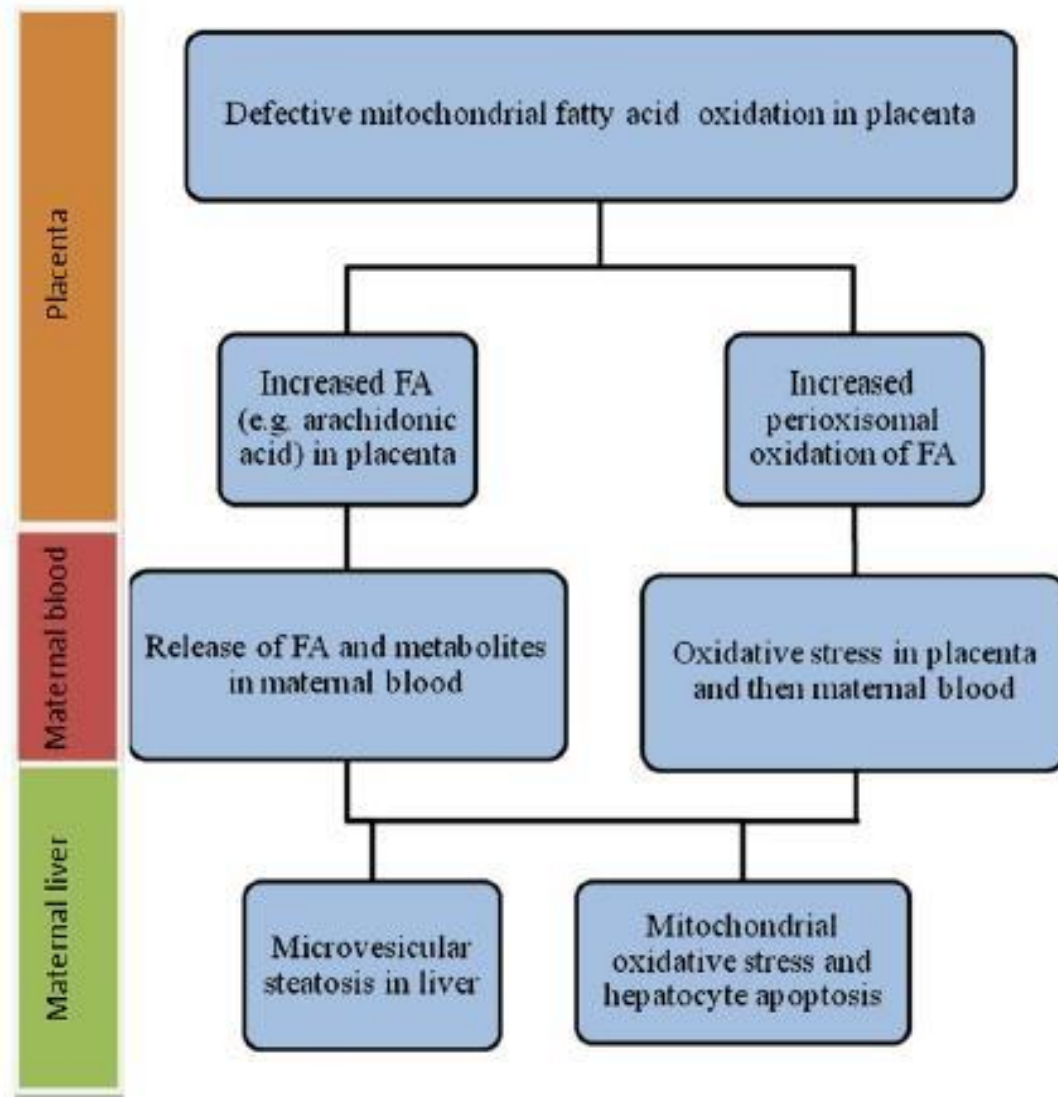 Placenta
Defective mitochondrial fatty acid oxidation in placenta
Increased FA
(e.g. arachidonic
acid) in placenta
Increased
perioxisomal
oxidation of FA
Maternal blood
Release of FA and metabolites
in maternal blood
Oxidative stress in placenta
and then maternal blood
Maternal liver
Microvesicular
steatosis in liver
Mitochondrial
oxidative stress and
hepatocyte apoptosis